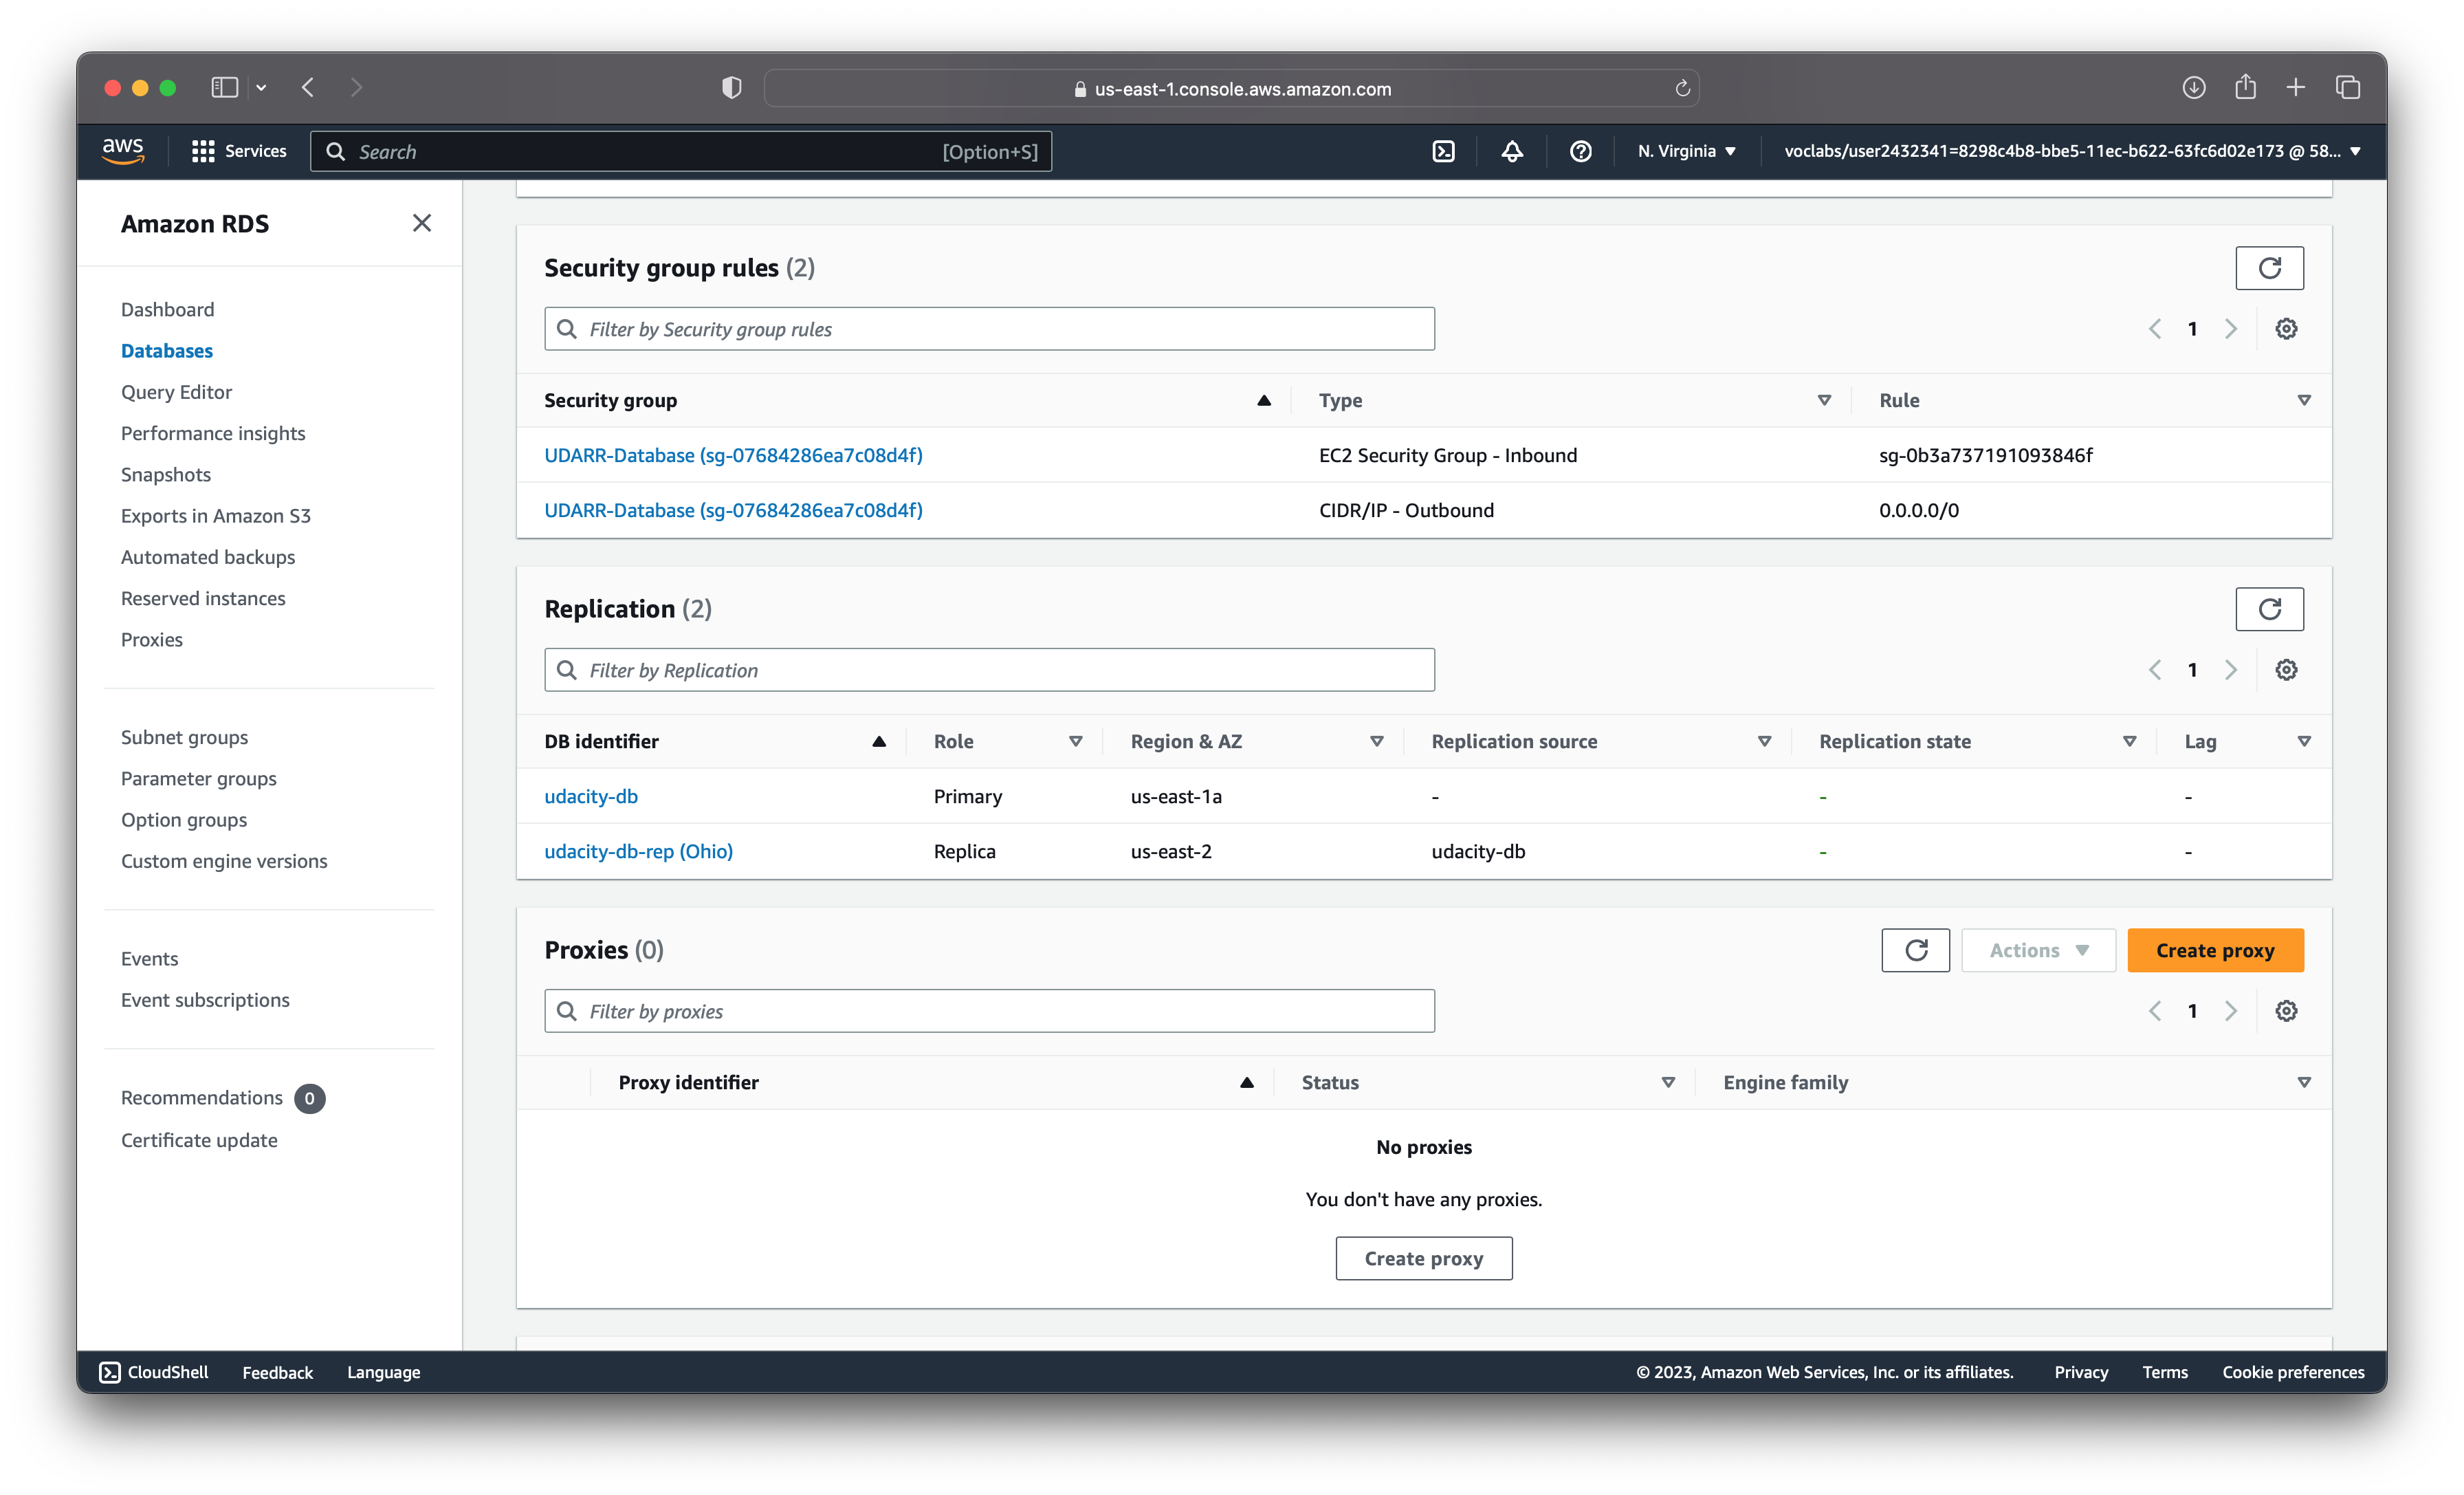 us-east-1.console.aws.amazon.com
aws Services Search [Option+S] N. Virginia voclabs/user2432341=8298c4b8-bbe5-11ec-b622-63fc6d02e173 @ 58...
Amazon RDS
Dashboard
Databases
Query Editor
Performance insights
Snapshots
Exports in Amazon S3
Automated backups
Reserved instances
Proxies
Subnet groups
Parameter groups
Option groups
Custom engine versions
Events
Event subscriptions
Recommendations 0
Certificate update
Security group rules (2)
Filter by Security group rules
1
Security group Type Rule
UDARR-Database (sg-07684286ea7c08d4f) EC2 Security Group - Inbound sg-0b3a737191093846f
UDARR-Database (sg-07684286ea7c08d4f) CIDR/IP - Outbound 0.0.0.0/0
Replication (2)
Filter by Replication
1
DB identifier Role Region & AZ Replication source Replication state Lag
udacity-db Primary us-east-1a - - -
udacity-db-rep (Ohio) Replica us-east-2 udacity-db - -
Proxies (0)
Actions Create proxy
Filter by proxies
1
Proxy identifier Status Engine family
No proxies
You don't have any proxies.
Create proxy
CloudShell Feedback Language © 2023, Amazon Web Services, Inc. or its affiliates. Privacy Terms Cookie preferences